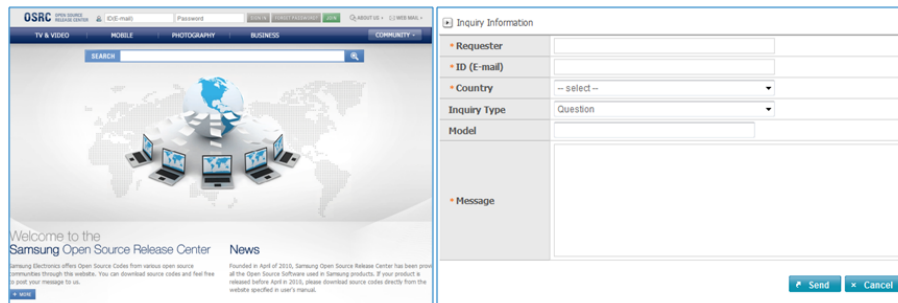 OSRC OPEN SOURCE RELEASE CENTER ID(E-mail) Password SIGN IN FORGOT PASSWORD? JOIN ABOUT US WEB MAIL
TV & VIDEO MOBILE PHOTOGRAPHY BUSINESS COMMUNITY
SEARCH
Welcome to the
Samsung Open Source Release Center
Samsung Electronics offers Open Source Codes from various open source
communities through this website. You can download source codes and feel free
to post your message to us.
+ MORE
News
Founded in April of 2010, Samsung Open Source Release Center has been prov
all the Open Source Software used in Samsung products. If your product is
released before April in 2010, please download source codes directly from the
website specified in user's manual.
Inquiry Information
* Requester
* ID (E-mail)
* Country -- select --
Inquiry Type Question
Model
* Message
Send × Cancel